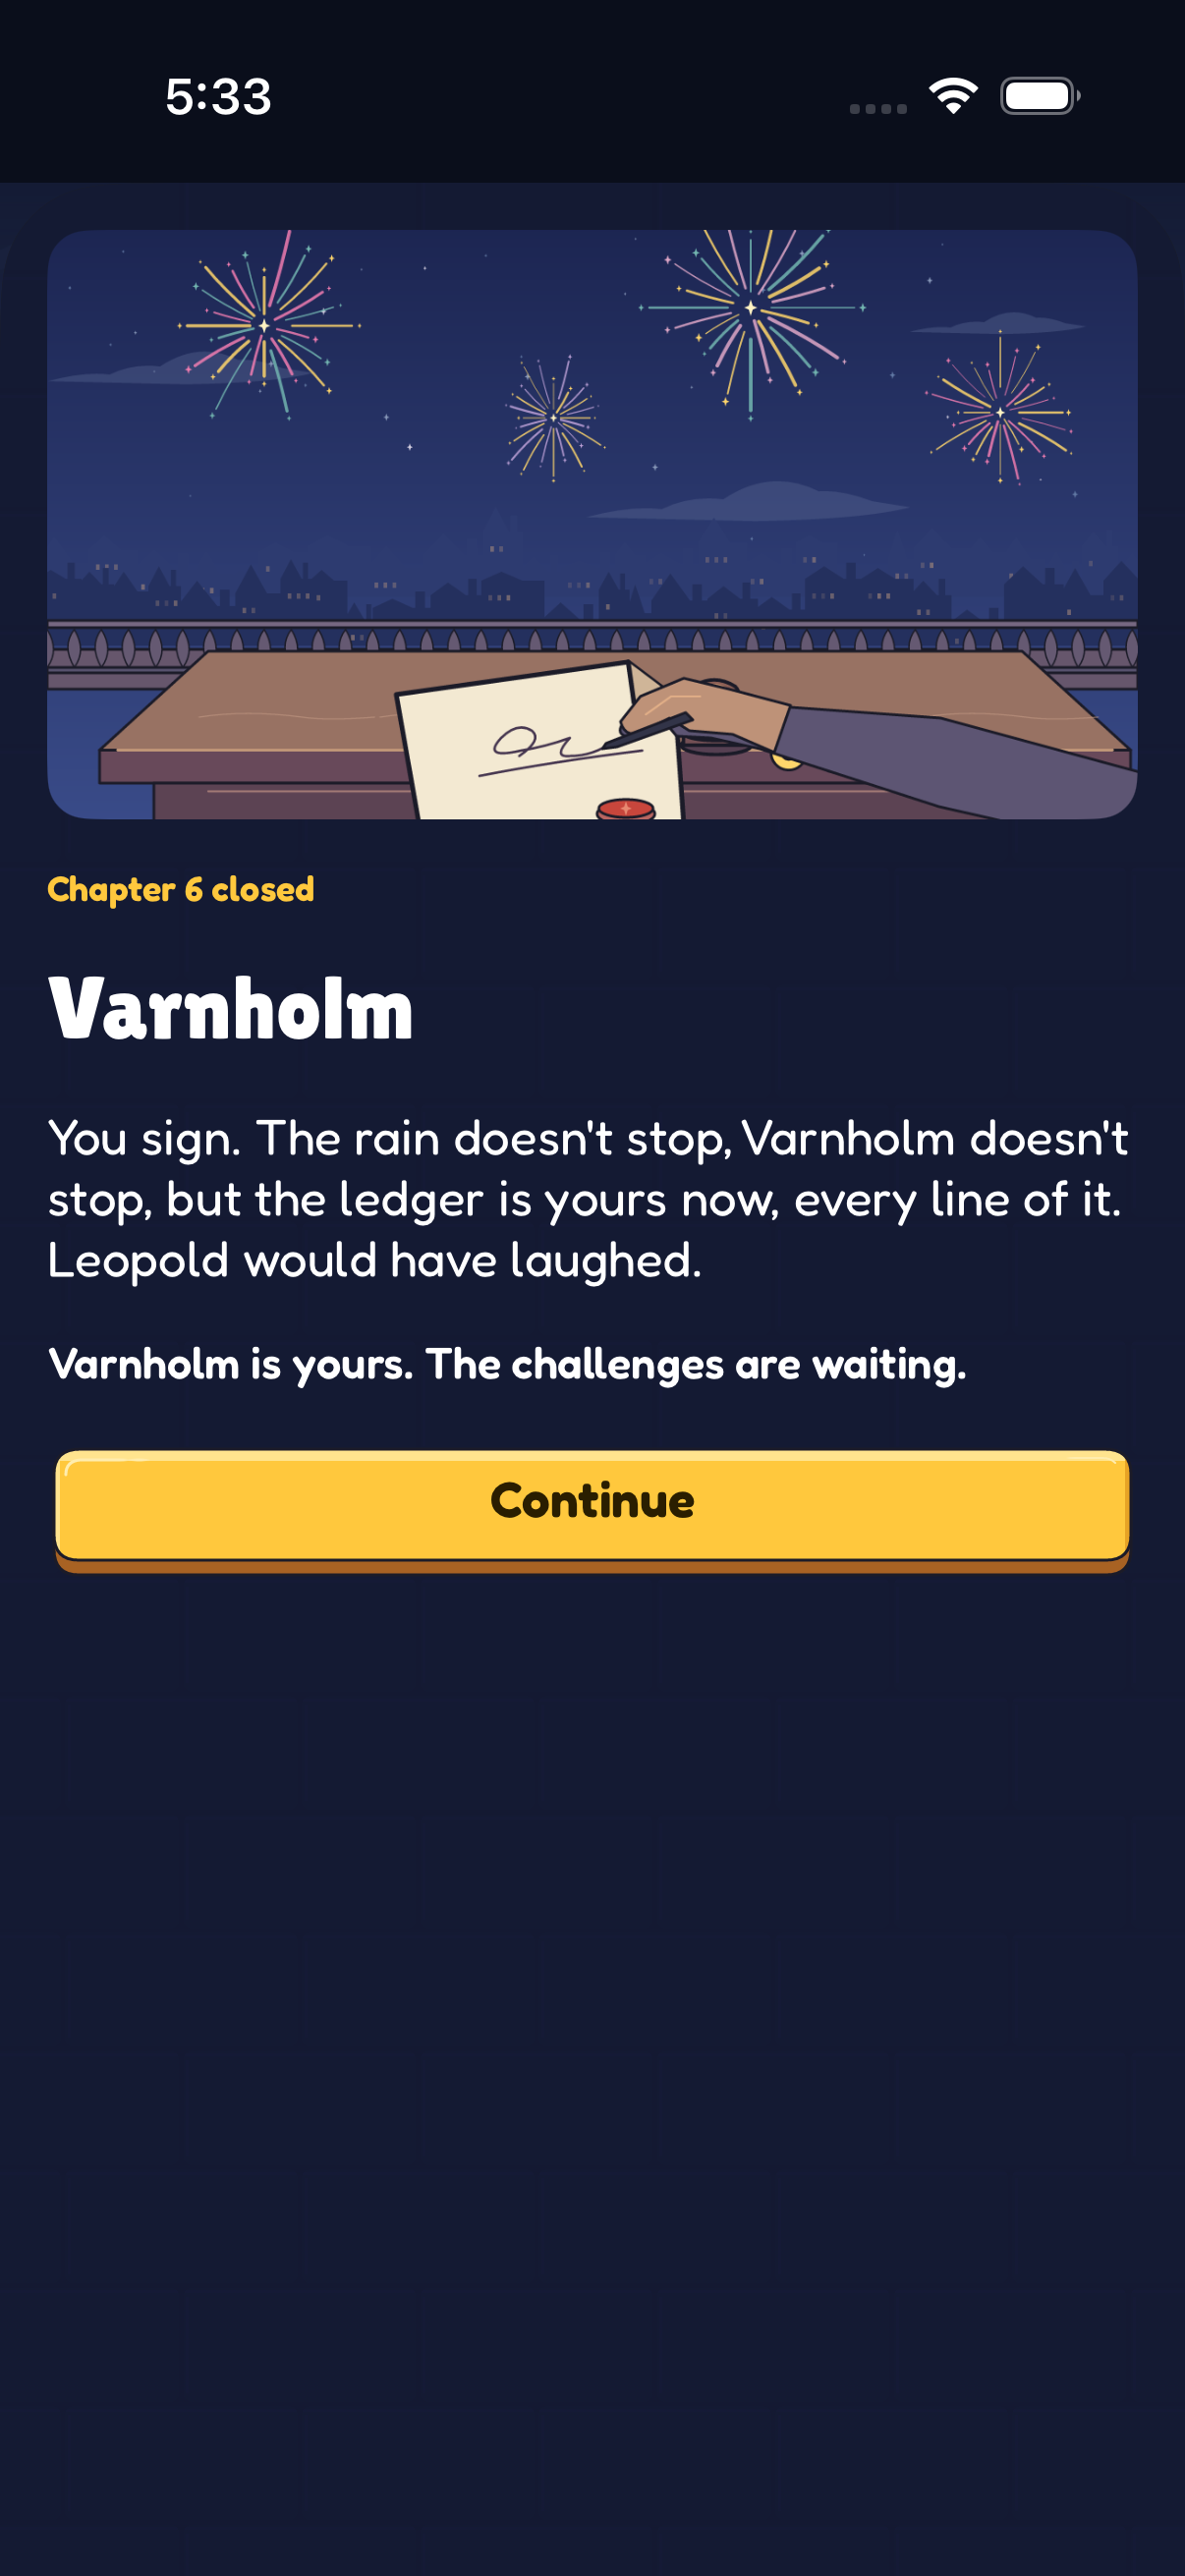 5:33
Chapter 6 closed
Varnholm
You sign. The rain doesn't stop, Varnholm doesn't
stop, but the ledger is yours now, every line of it.
Leopold would have laughed.
Varnholm is yours. The challenges are waiting.
Continue